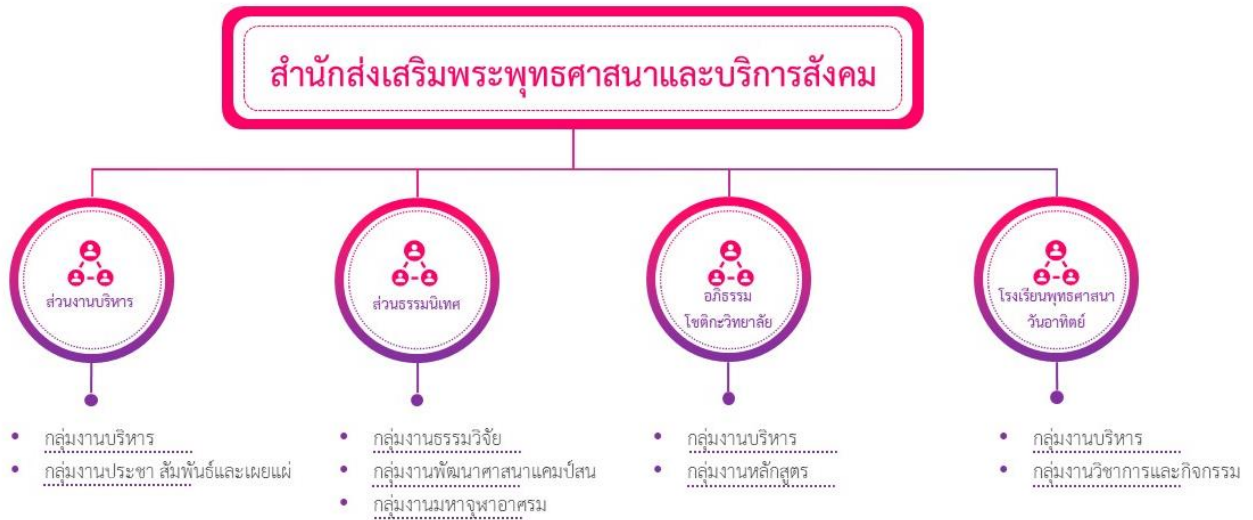 สำนักส่งเสริมพระพุทธศาสนาและบริการสังคม
ส่วนงานบริหาร
กลุ่มงานบริหาร
กลุ่มงานประชา สัมพันธ์และเผยแผ่
ส่วนธรรมนิเทศ
กลุ่มงานธรรมวิจัย
กลุ่มงานพัฒนาศาสนาแคมป์สน
กลุ่มงานมหาจุฬาอาศรม
อภิธรรม
โชติกะวิทยาลัย
กลุ่มงานบริหาร
กลุ่มงานหลักสูตร
โรงเรียนพุทธศาสนา
วันอาทิตย์
กลุ่มงานบริหาร
กลุ่มงานวิชาการและกิจกรรม